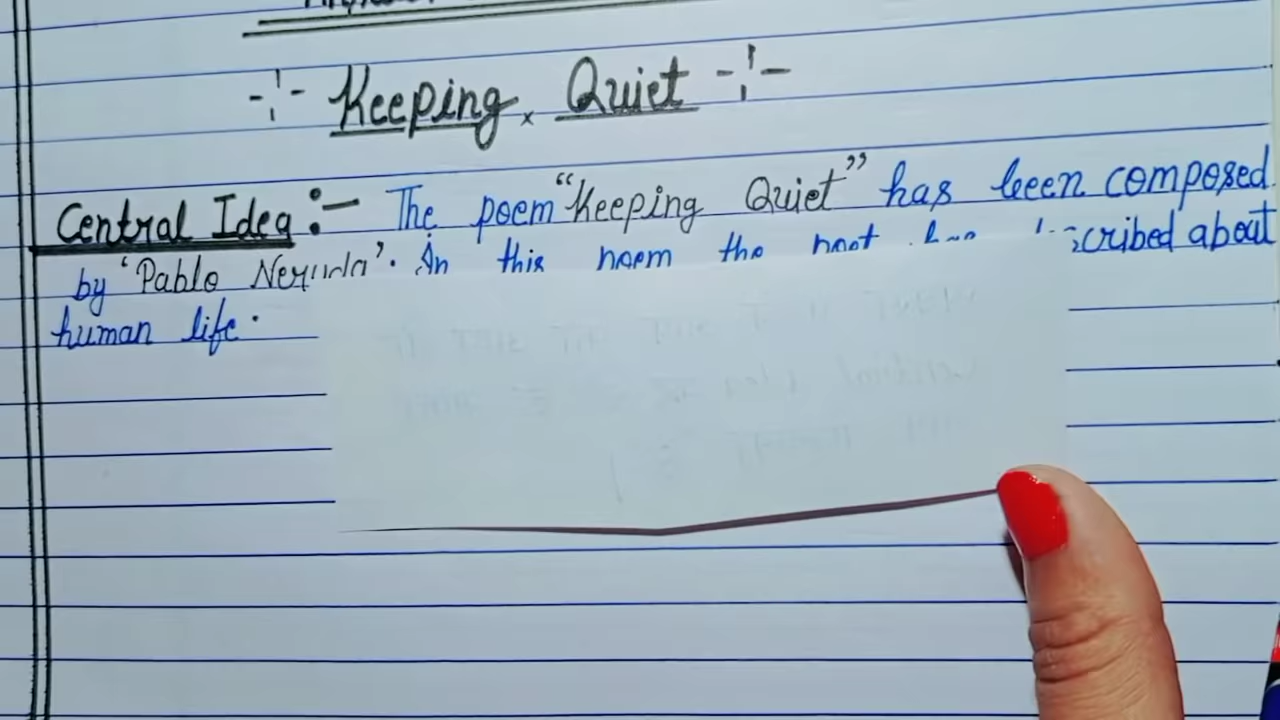 Keeping Quiet
Central Idea :- The poem “Keeping Quiet” has been composed
by ‘Pablo Neruda’. In this poem the poet has described about
human life.